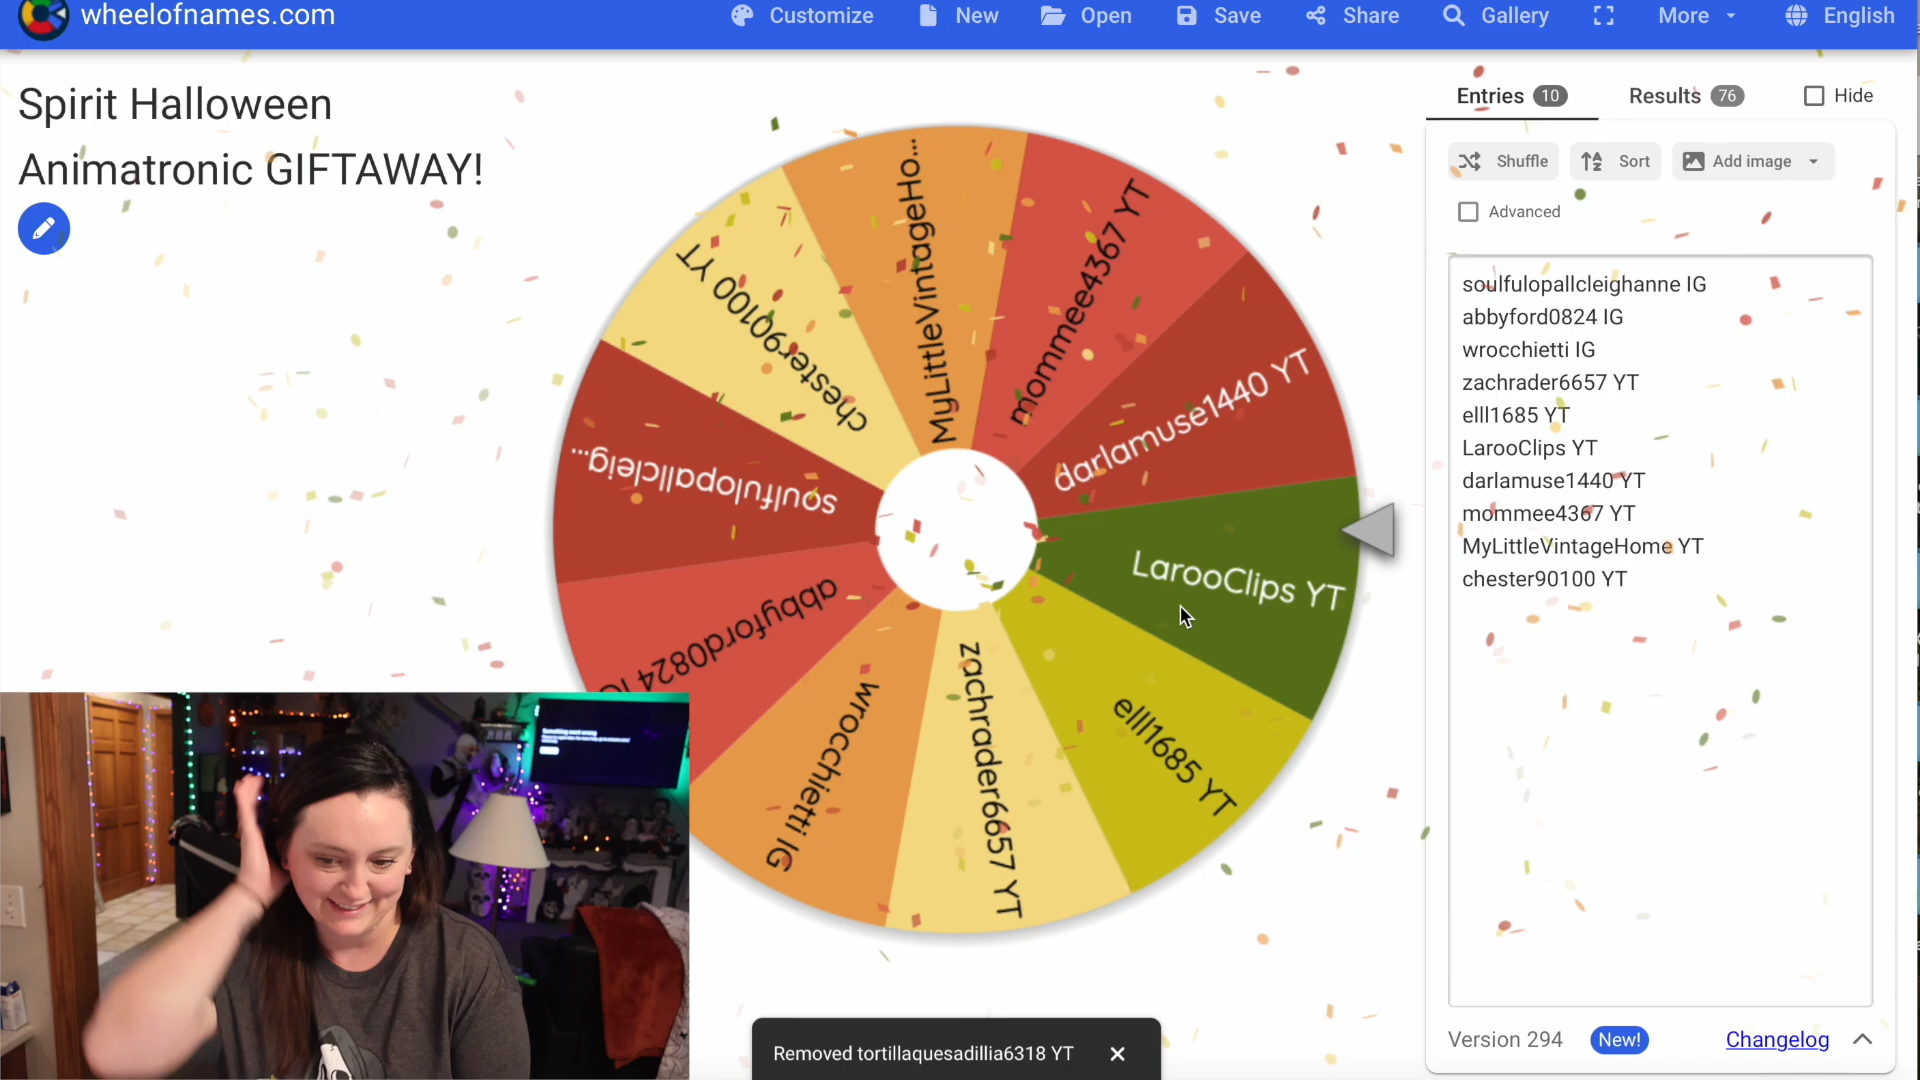 wheelofnames.com
Customize
New
Open
Save
Share
Gallery
More
English
Spirit Halloween
Animatronic GIFTAWAY!
Entries 10
Results 76
Hide
Shuffle
Sort
Add image
Advanced
soulfulopallcleighanne IG
abbyford0824 IG
wrocchietti IG
zachrader6657 YT
elll1685 YT
LarooClips YT
darlamuse1440 YT
mommee4367 YT
MyLittleVintageHome YT
chester90100 YT
MyLittleVintageHo...
mommee4367 YT
darlamuse1440 YT
LarooClips YT
elll1685 YT
zachrader6657 YT
wrocchietti IG
abbyford0824 IG
soulfulopallcleig...
chester90100 YT
Something went wrong
Removed tortillaquesadillia6318 YT
Version 294
New!
Changelog